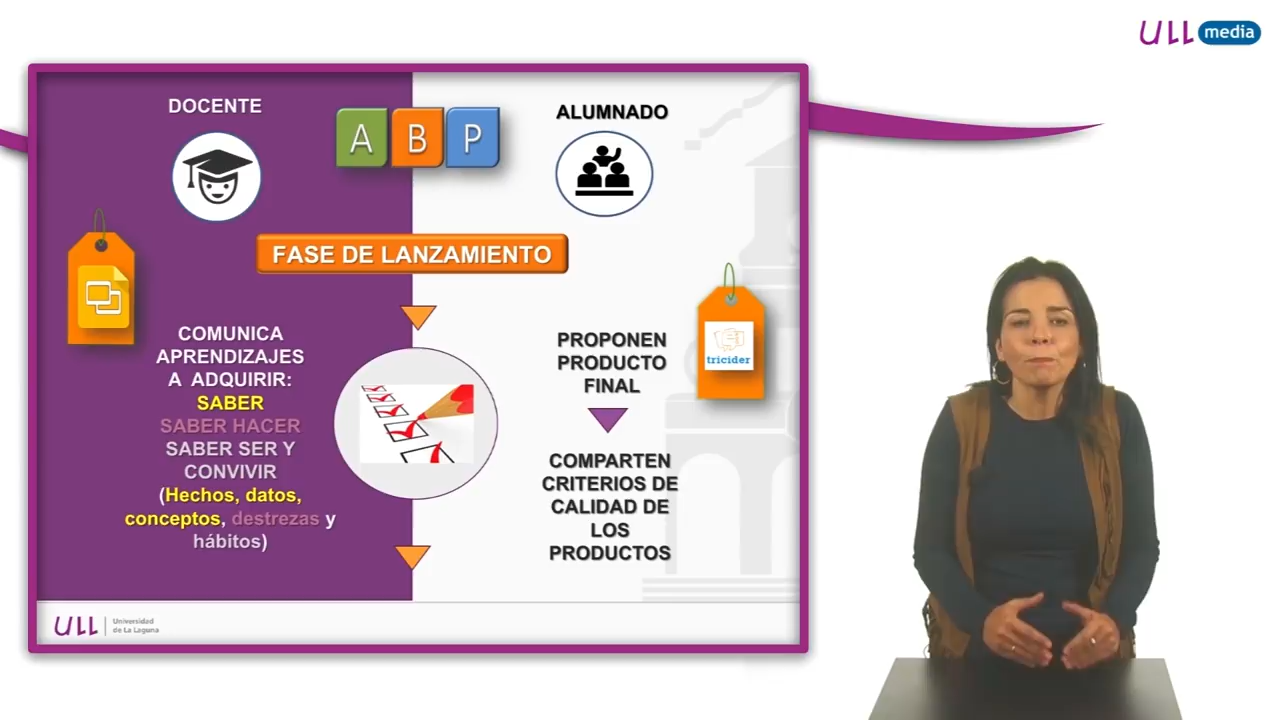 ULL media
DOCENTE
A B P
ALUMNADO
FASE DE LANZAMIENTO
COMUNICA
APRENDIZAJES
A ADQUIRIR:
SABER
SABER HACER
SABER SER Y
CONVIVIR
(Hechos, datos,
conceptos, destrezas y
hábitos)
PROPONEN
PRODUCTO
FINAL
tricider
COMPARTEN
CRITERIOS DE
CALIDAD DE
LOS
PRODUCTOS
ULL
Universidad
de La Laguna